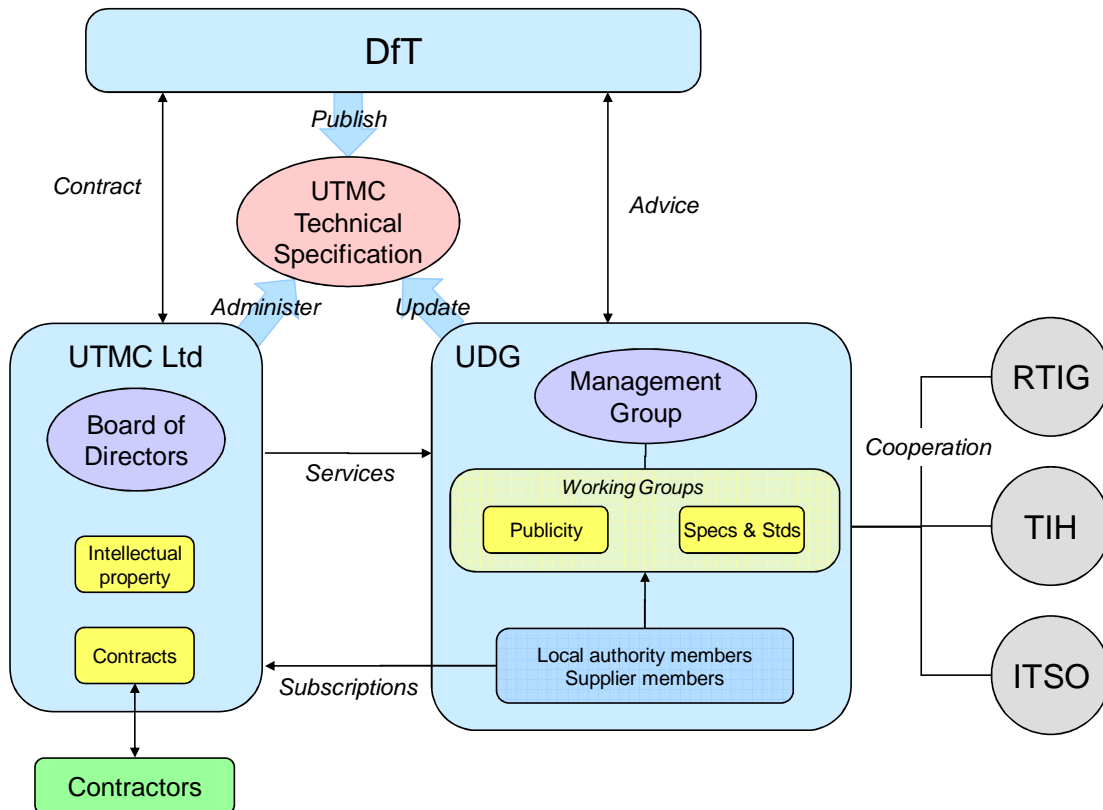 DfT
Publish
Contract
UTMC
Technical
Specification
Advice
Administer
Update
UTMC Ltd
Board of
Directors
Intellectual
property
Contracts
Contractors
Services
Subscriptions
UDG
Management
Group
Working Groups
Publicity
Specs & Stds
Local authority members
Supplier members
Cooperation
RTIG
TIH
ITSO